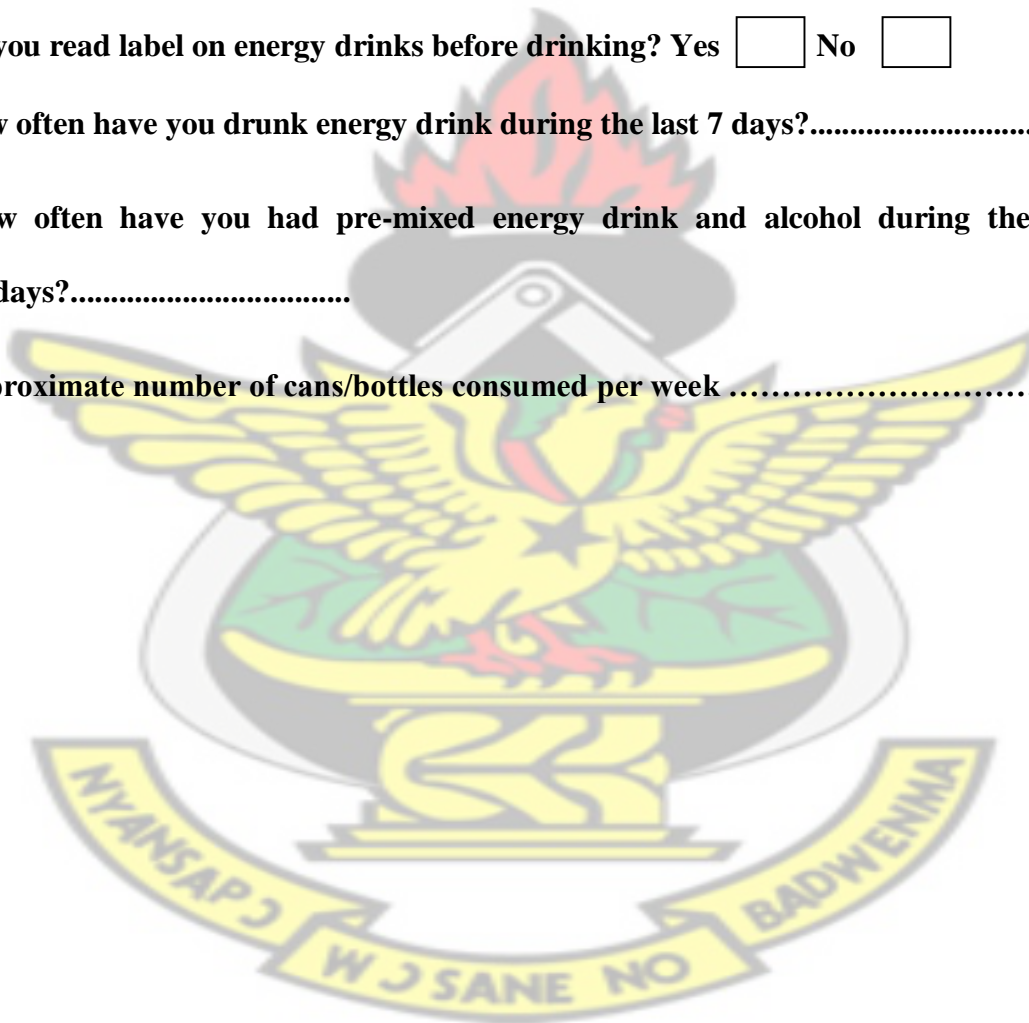 you read label on energy drinks before drinking? Yes No
often have you drunk energy drink during the last 7 days?............................
often have you had pre-mixed energy drink and alcohol during the
days?...................................
roximate number of cans/bottles consumed per week …………………………
NYANSAPƆ WƆSANE NO BADWENMA